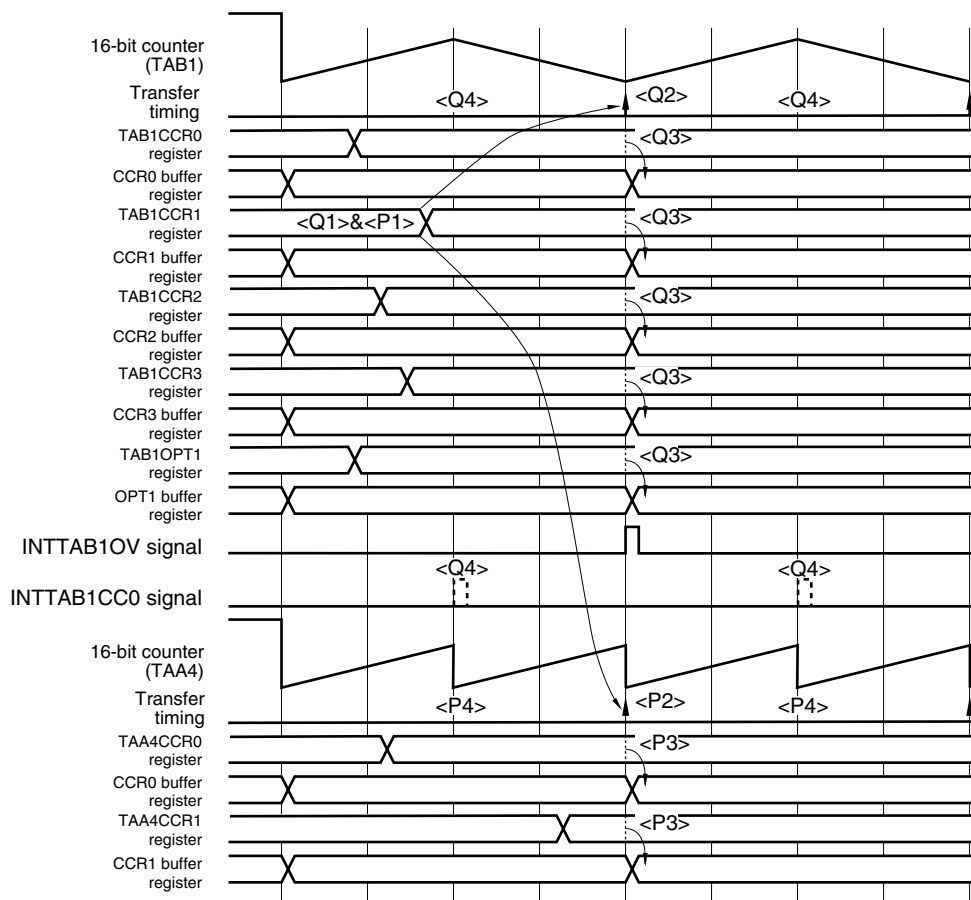 16-bit counter
(TAB1)
Transfer
timing
<Q4>
<Q2>
<Q4>
TAB1CCR0
register
<Q3>
CCR0 buffer
register
TAB1CCR1
register
<Q1>&<P1>
<Q3>
CCR1 buffer
register
TAB1CCR2
register
<Q3>
CCR2 buffer
register
TAB1CCR3
register
<Q3>
CCR3 buffer
register
TAB1OPT1
register
<Q3>
OPT1 buffer
register
INTTAB1OV signal
<Q4>
<Q4>
INTTAB1CC0 signal
16-bit counter
(TAA4)
Transfer
timing
<P4>
<P2>
<P4>
TAA4CCR0
register
<P3>
CCR0 buffer
register
TAA4CCR1
register
<P3>
CCR1 buffer
register